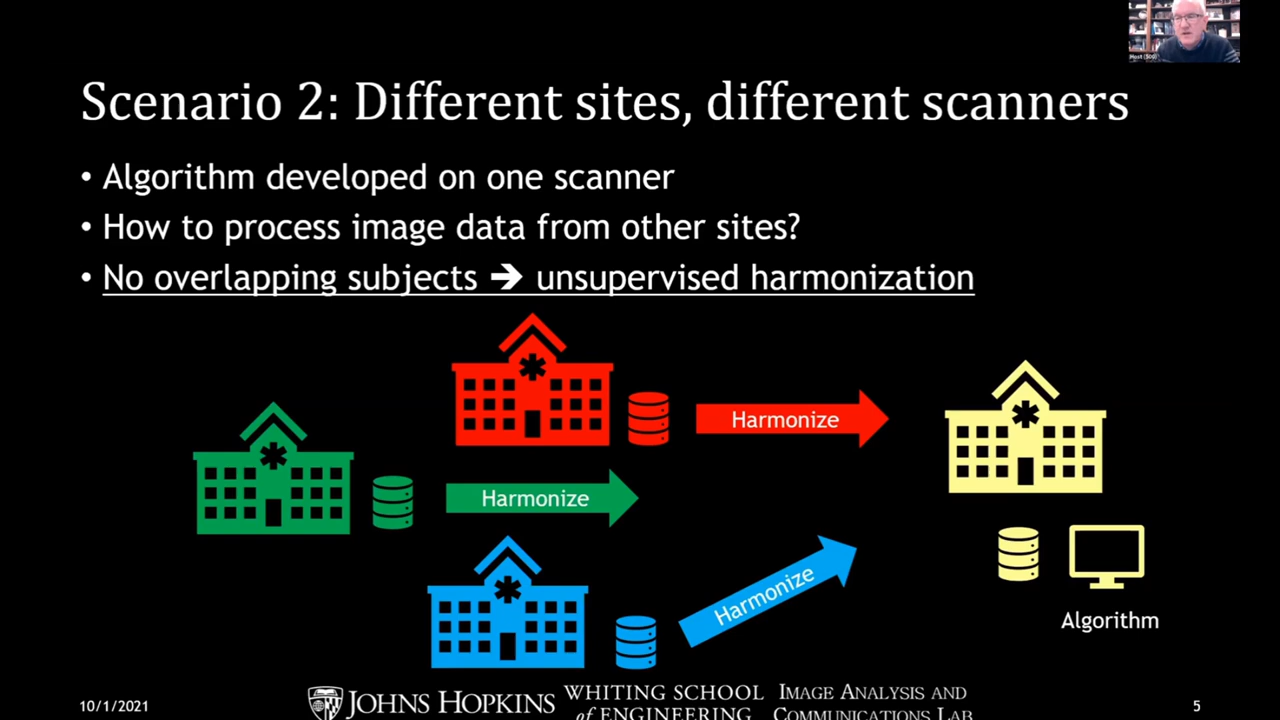 Scenario 2: Different sites, different scanners
• Algorithm developed on one scanner
• How to process image data from other sites?
• No overlapping subjects ➔ unsupervised harmonization
Harmonize
Harmonize
Harmonize
Algorithm
10/1/2021
JOHNS HOPKINS
WHITING SCHOOL
of ENGINEERING
IMAGE ANALYSIS AND
COMMUNICATIONS LAB
5